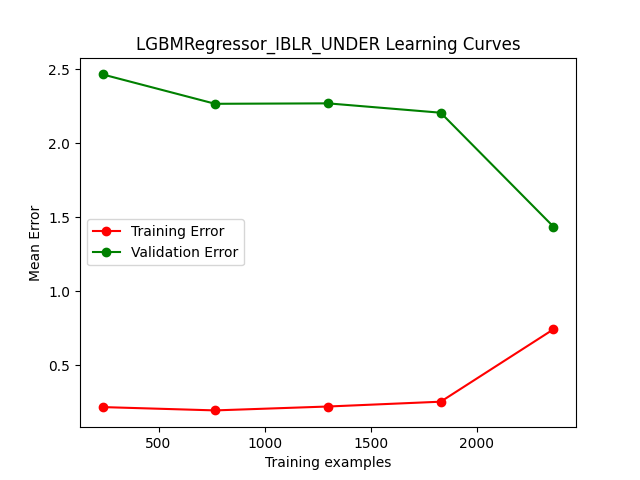 LGBMRegressor_IBLR_UNDER Learning Curves
2.5
2.0
1.5
1.0
0.5
Mean Error
Training Error
Validation Error
500
1000
1500
2000
Training examples